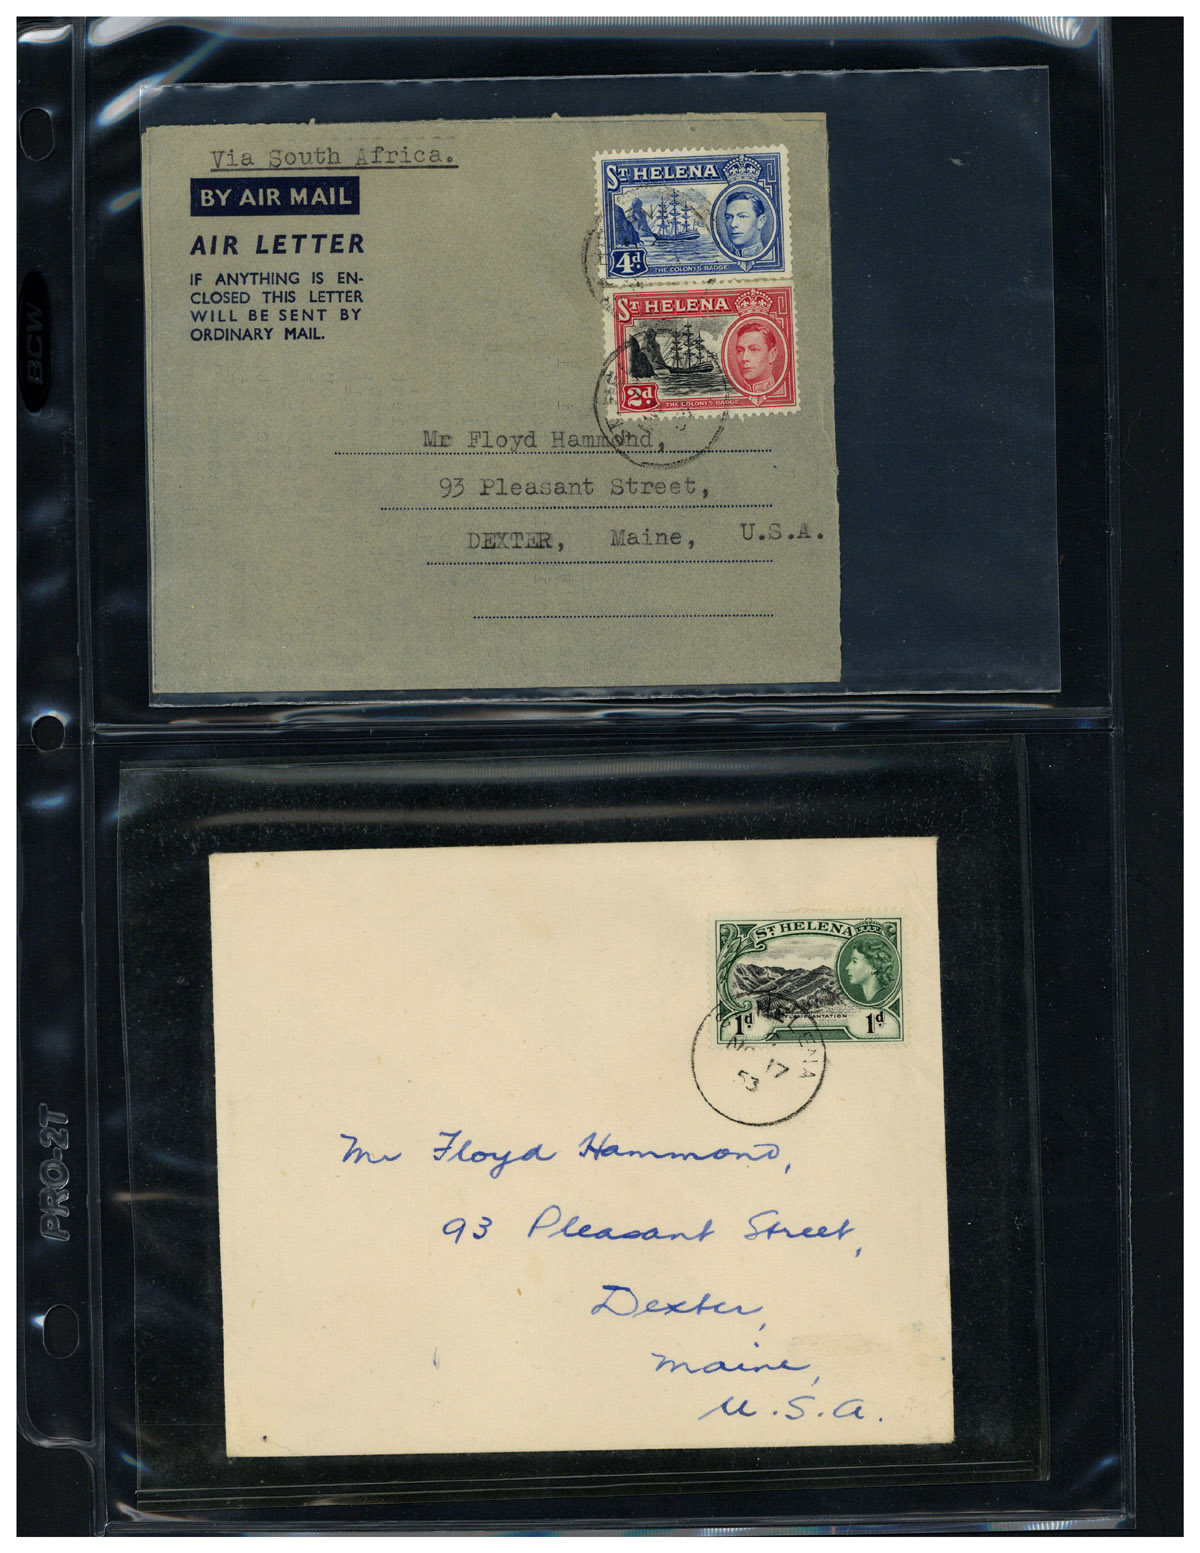 Via South Africa.
BY AIR MAIL
AIR LETTER
IF ANYTHING IS EN-
CLOSED THIS LETTER
WILL BE SENT BY
ORDINARY MAIL.
ST HELENA
4d.
THE COLONY'S BADGE
ST HELENA
2d
THE COLONY'S BADGE
Mr Floyd Hammond,
93 Pleasant Street,
DEXTER, Maine, U.S.A.
BCW
ST HELENA
1d 1d
PLANTATION
HELENA
17
53
Mr Floyd Hammond,
93 Pleasant Street,
Dexter,
Maine,
U.S.A.
PRO-2T